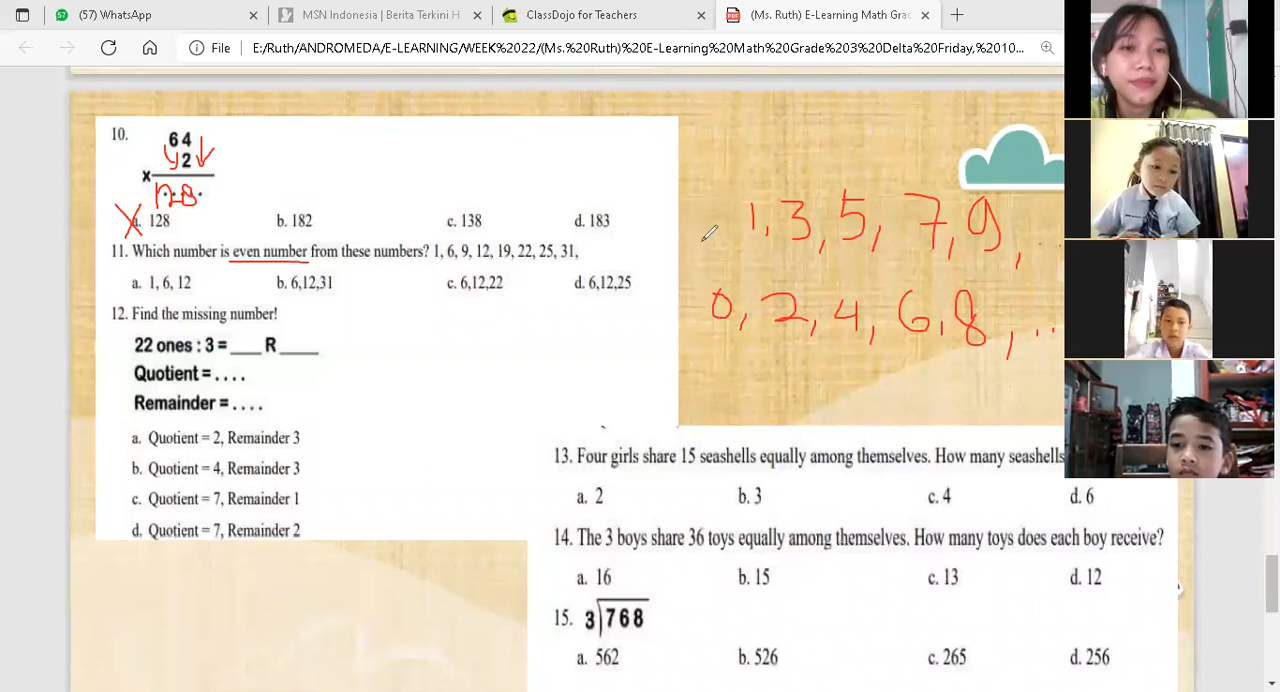 (57) WhatsApp
MSN Indonesia | Berita Terkini H
ClassDojo for Teachers
(Ms. Ruth) E-Learning Math Grad
File
E:/Ruth/ANDROMEDA/E-LEARNING/WEEK%2022/(Ms.%20Ruth)%20E-Learning%20Math%20Grade%203%20Delta%20Friday,%2010...
10.
64
2
x
128
a. 128 b. 182 c. 138 d. 183
11. Which number is even number from these numbers? 1, 6, 9, 12, 19, 22, 25, 31,
a. 1, 6, 12 b. 6,12,31 c. 6,12,22 d. 6,12,25
12. Find the missing number!
22 ones : 3 = ____ R _____
Quotient = . . . .
Remainder = . . . .
a. Quotient = 2, Remainder 3
b. Quotient = 4, Remainder 3
c. Quotient = 7, Remainder 1
d. Quotient = 7, Remainder 2
1, 3, 5, 7, 9,
0, 2, 4, 6, 8, ...
13. Four girls share 15 seashells equally among themselves. How many seashells
a. 2 b. 3 c. 4 d. 6
14. The 3 boys share 36 toys equally among themselves. How many toys does each boy receive?
a. 16 b. 15 c. 13 d. 12
15. 3)768
a. 562 b. 526 c. 265 d. 256